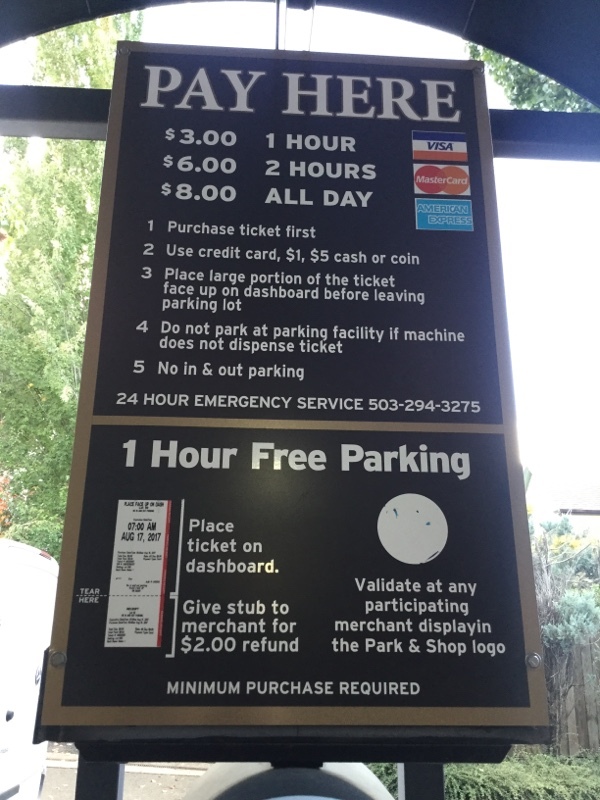 PAY HERE
$3.00 1 HOUR
$6.00 2 HOURS
$8.00 ALL DAY
VISA
MasterCard
AMERICAN
EXPRESS
1 Purchase ticket first
2 Use credit card, $1, $5 cash or coin
3 Place large portion of the ticket
face up on dashboard before leaving
parking lot
4 Do not park at parking facility if machine
does not dispense ticket
5 No in & out parking
24 HOUR EMERGENCY SERVICE 503-294-3275
1 Hour Free Parking
PLACE FACE UP ON DASH
07:00 AM
AUG 17, 2017
TEAR
HERE
Place
ticket on
dashboard.
Give stub to
merchant for
$2.00 refund
Validate at any
participating
merchant displayin
the Park & Shop logo
MINIMUM PURCHASE REQUIRED